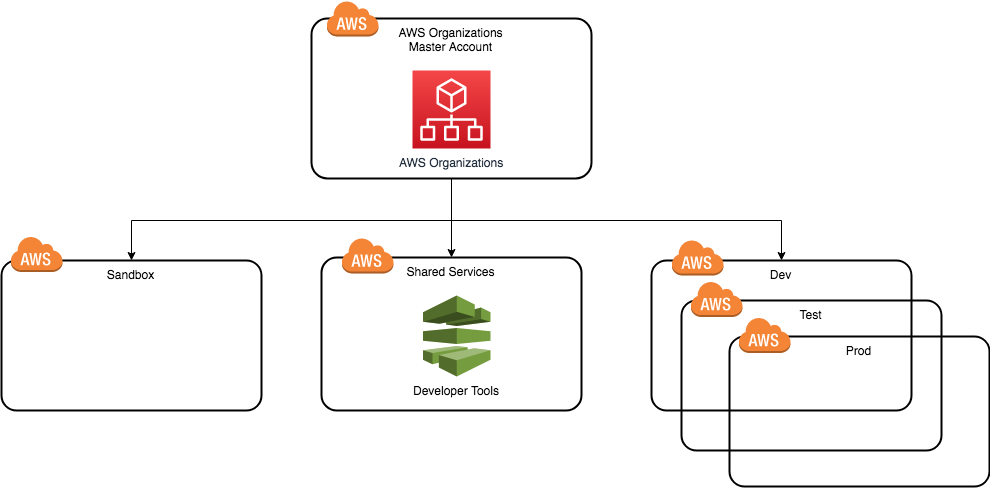 AWS
AWS Organizations
Master Account
AWS Organizations
AWS
Sandbox
AWS
Shared Services
Developer Tools
AWS
Dev
AWS
Test
AWS
Prod